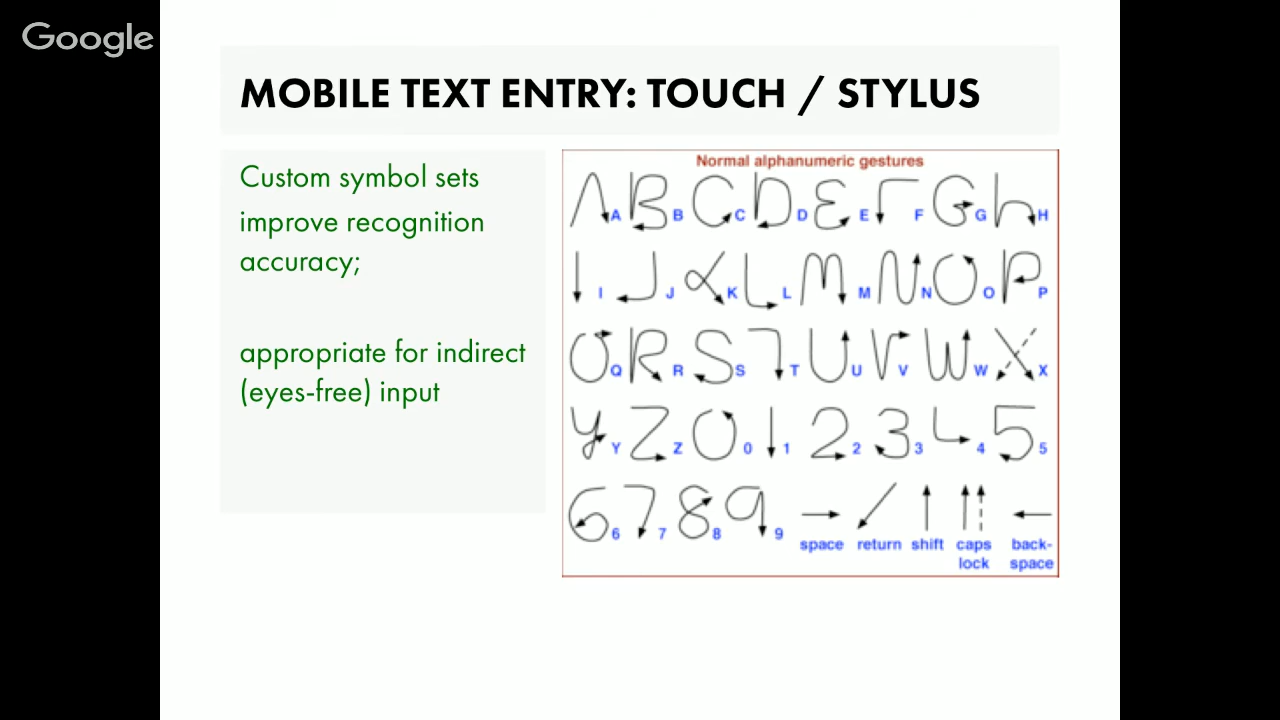 Google
MOBILE TEXT ENTRY: TOUCH / STYLUS
Custom symbol sets
improve recognition
accuracy;
appropriate for indirect
(eyes-free) input
Normal alphanumeric gestures
A B C D E F G H
I J K L M N O P
Q R S T U V W X
Y Z 0 1 2 3 4 5
6 7 8 9 space return shift caps lock back-space